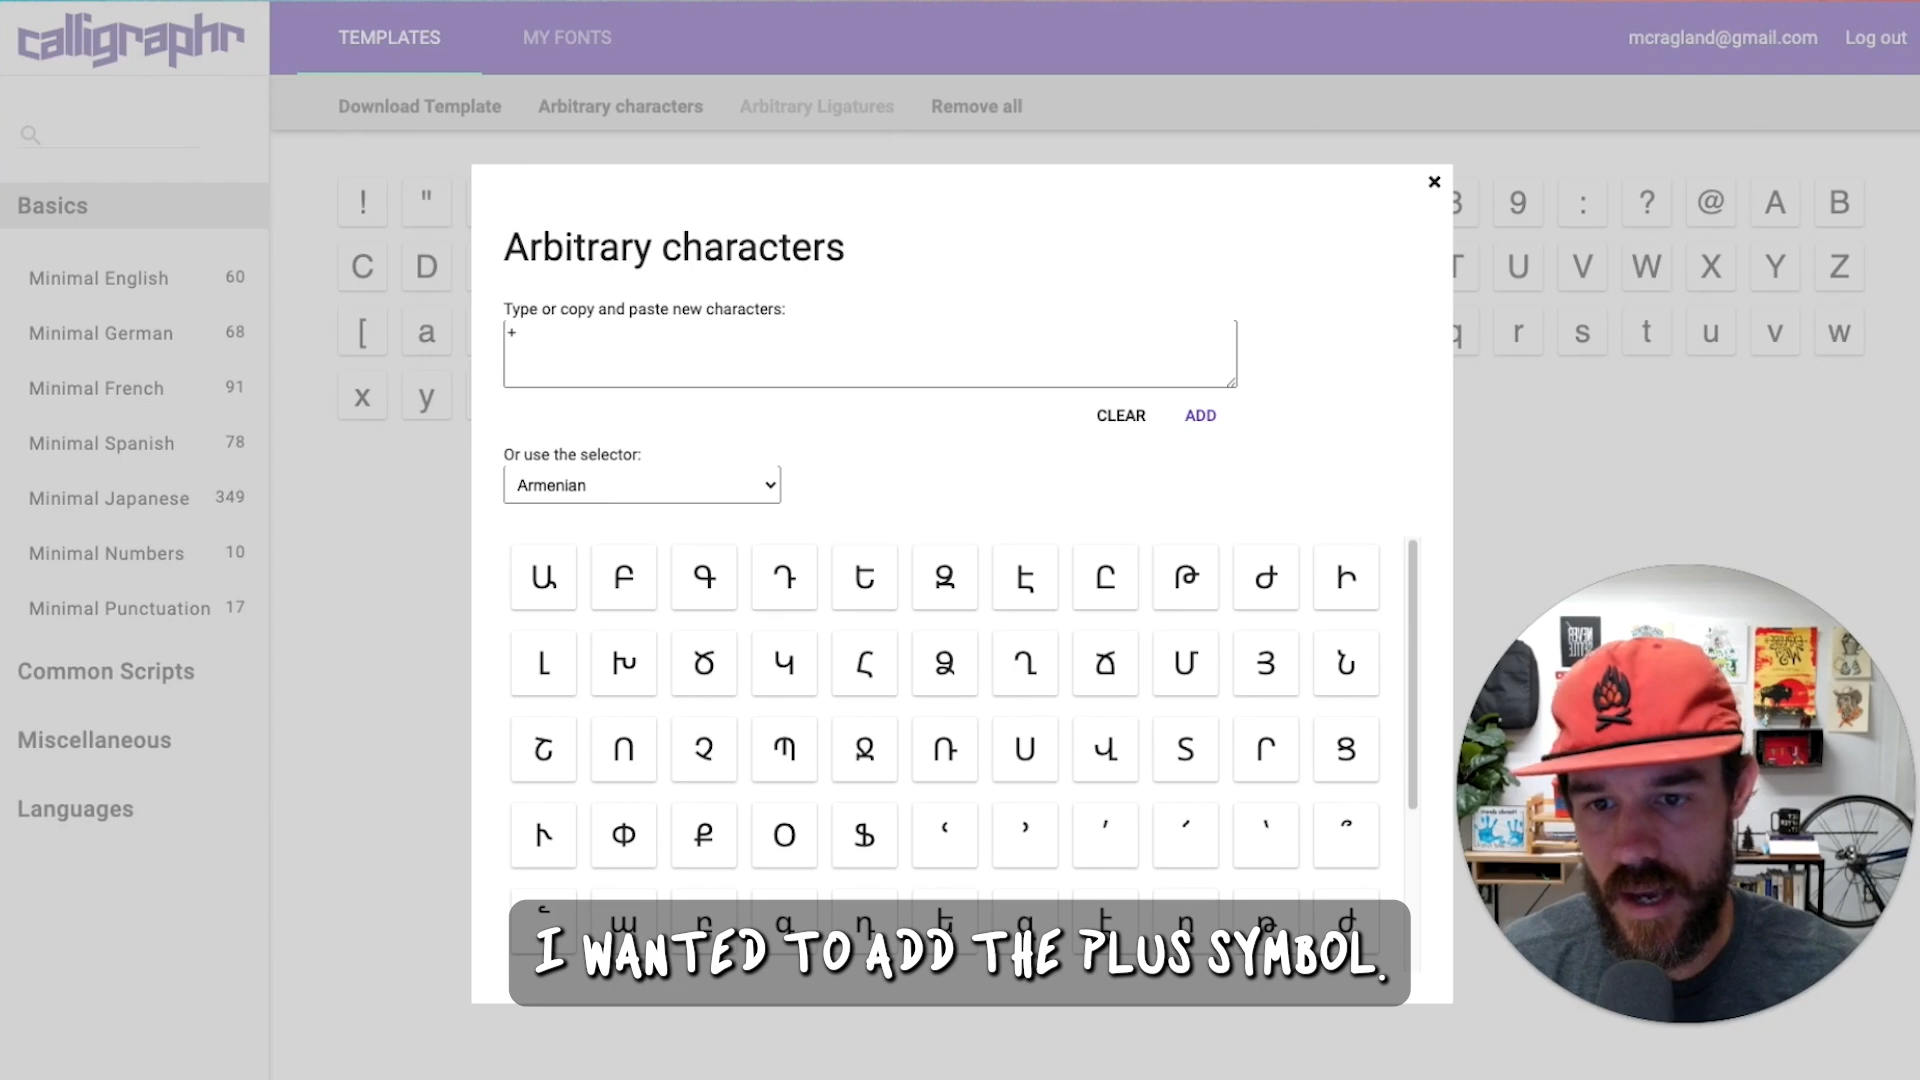 calligraphr
TEMPLATES
MY FONTS
mcragland@gmail.com
Log out
Download Template
Arbitrary characters
Arbitrary Ligatures
Remove all
Basics
Minimal English 60
Minimal German 68
Minimal French 91
Minimal Spanish 78
Minimal Japanese 349
Minimal Numbers 10
Minimal Punctuation 17
Common Scripts
Miscellaneous
Languages
! "
9 : ? @ A B
C D
U V W X Y Z
[ a
q r s t u v w
x y
Arbitrary characters
Type or copy and paste new characters:
+
CLEAR
ADD
Or use the selector:
Armenian
Ա Բ Գ Դ Ե Զ Է Ը Թ Ժ Ի
Լ Խ Ծ Կ Հ Ձ Ղ Ճ Մ Յ Ն
Շ Ո Չ Պ Ջ Ռ Ս Վ Տ Ր Ց
Ւ Փ Ք Օ Ֆ ՙ ՚ ՛ ՜ ՝ ՞
՟ ա բ գ դ ե զ է ը թ ժ
I WANTED TO ADD THE PLUS SYMBOL.